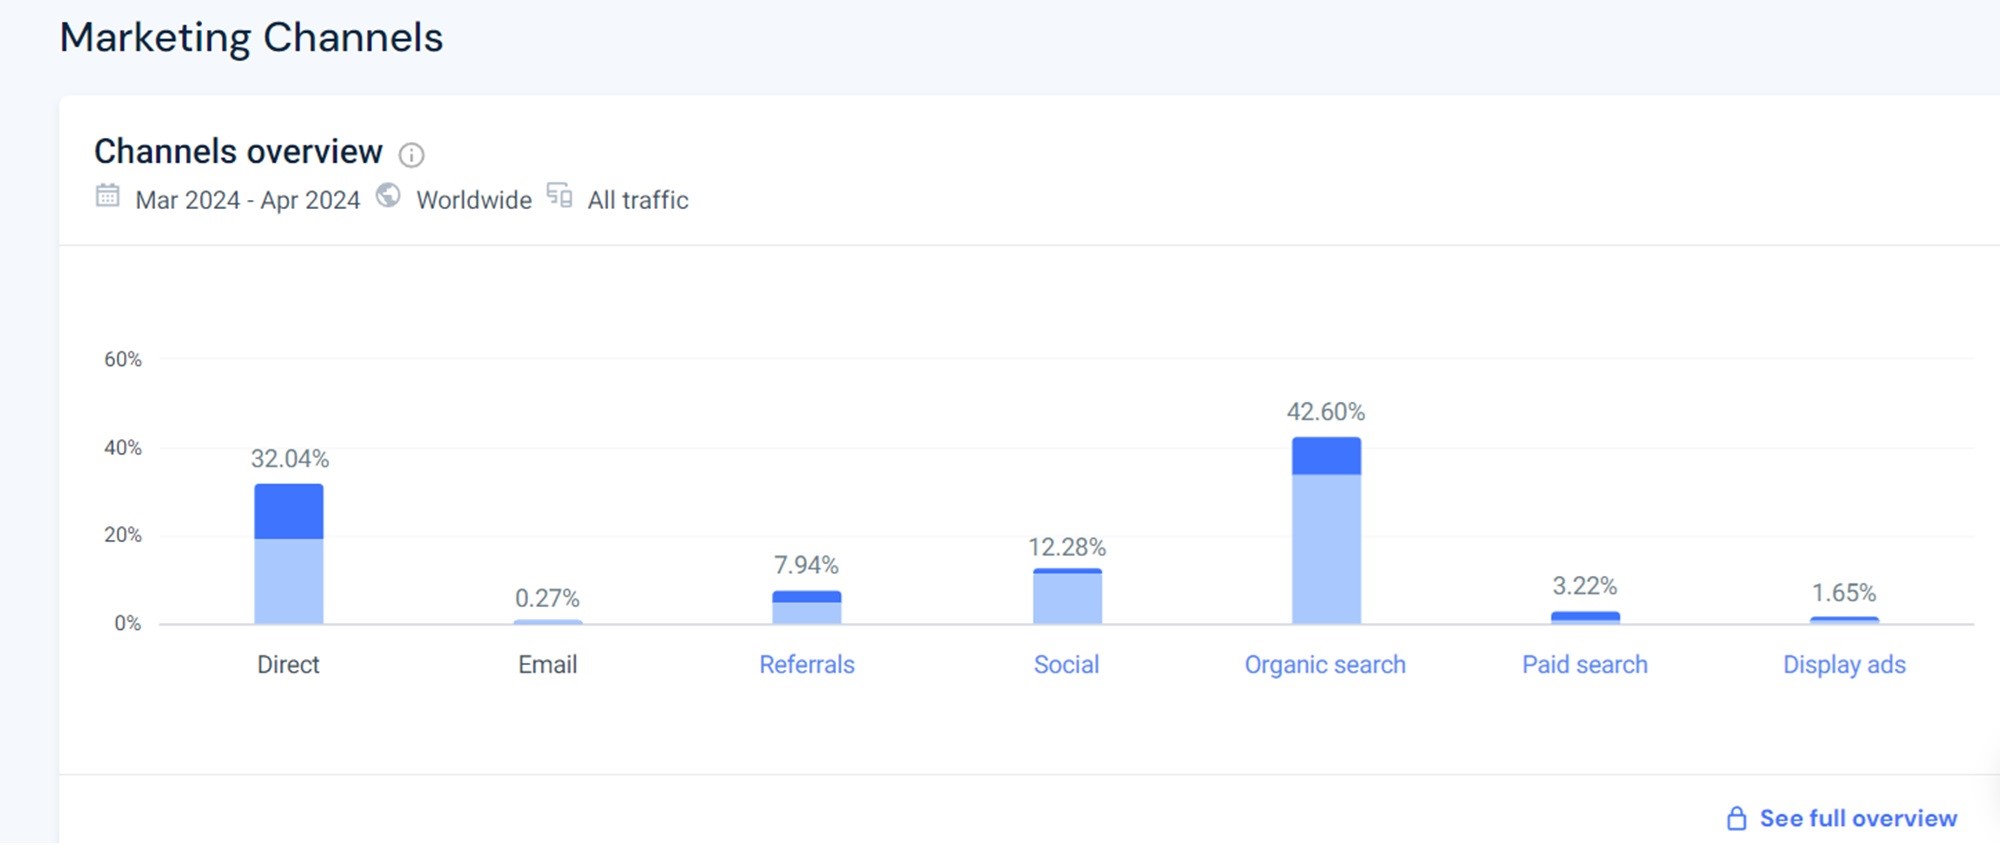 Marketing Channels
Channels overview
Mar 2024 - Apr 2024 Worldwide All traffic
60%
40%
20%
0%
32.04%
0.27%
7.94%
12.28%
42.60%
3.22%
1.65%
Direct Email Referrals Social Organic search Paid search Display ads
See full overview